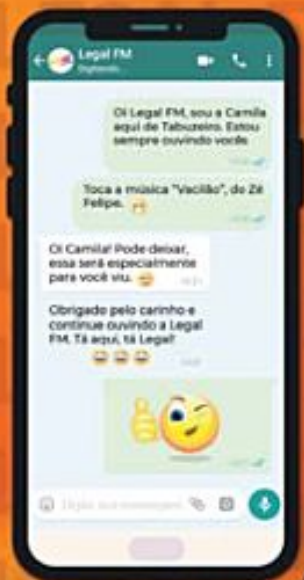 Legal FM
Digitando...
Oi Legal FM, sou a Camila
aqui de Tabuzeiro. Estou
sempre ouvindo vocês
Toca a música "Vacilão", do Zé
Felipe.
Oi Camila! Pode deixar,
essa será especialmente
para você viu.
Obrigado pelo carinho e
continue ouvindo a Legal
FM. Tá aqui, tá Legal!
Digite sua mensagem